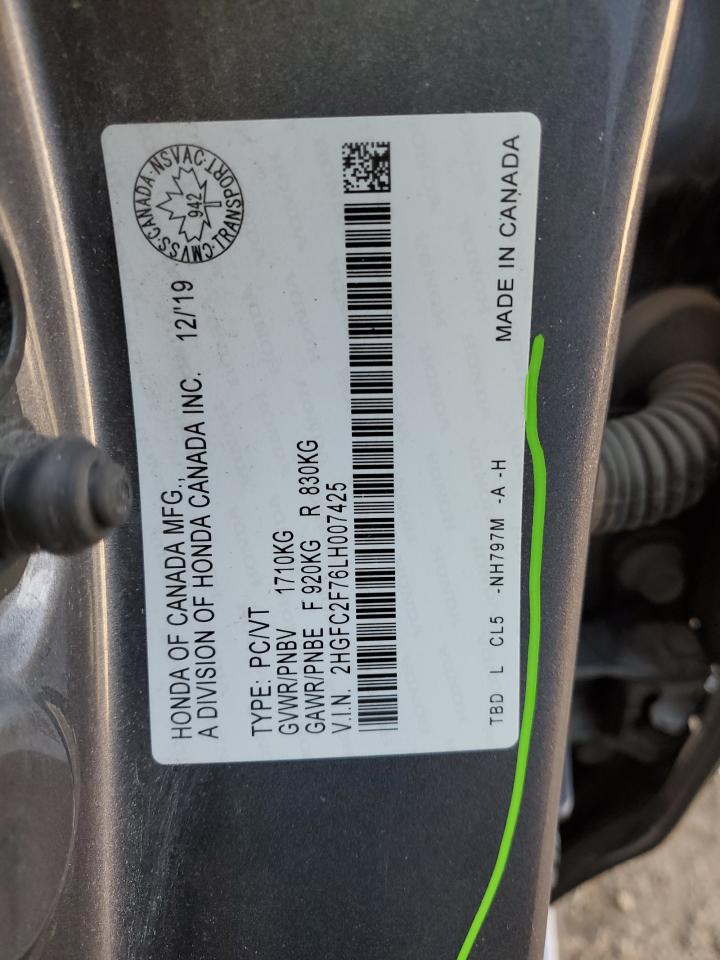 HONDA OF CANADA MFG.,
A DIVISION OF HONDA CANADA INC. 12/'19
CMVSS·CANADA·NSVAC·TRANSPORT
942
TYPE: PC/VT
GVWR/PNBV 1710KG
GAWR/PNBE F 920KG R 830KG
V.I.N. 2HGFC2F76LH007425
TBD L CL5 -NH797M -A -H MADE IN CANADA